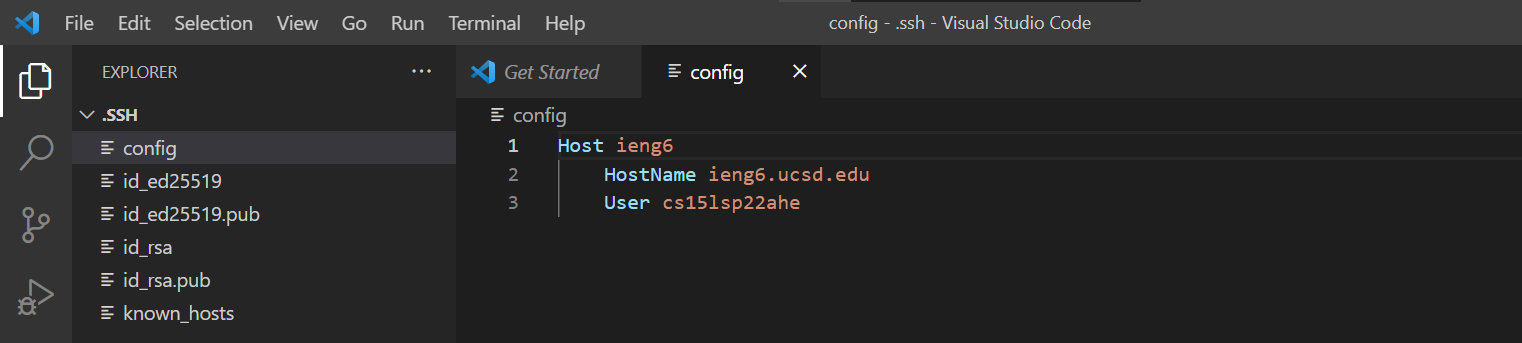 File Edit Selection View Go Run Terminal Help config - .ssh - Visual Studio Code
EXPLORER ...
.SSH
config
id_ed25519
id_ed25519.pub
id_rsa
id_rsa.pub
known_hosts
Get Started config
config
1 Host ieng6
2 HostName ieng6.ucsd.edu
3 User cs15lsp22ahe